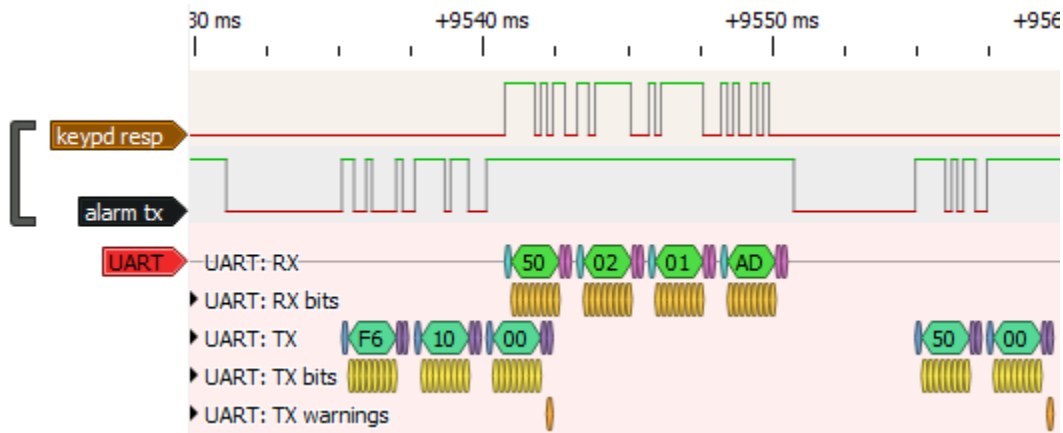 30 ms +9540 ms +9550 ms +956
keypd resp
alarm tx
UART UART: RX 50 02 01 AD
UART: RX bits
UART: TX F6 10 00 50 00
UART: TX bits
UART: TX warnings